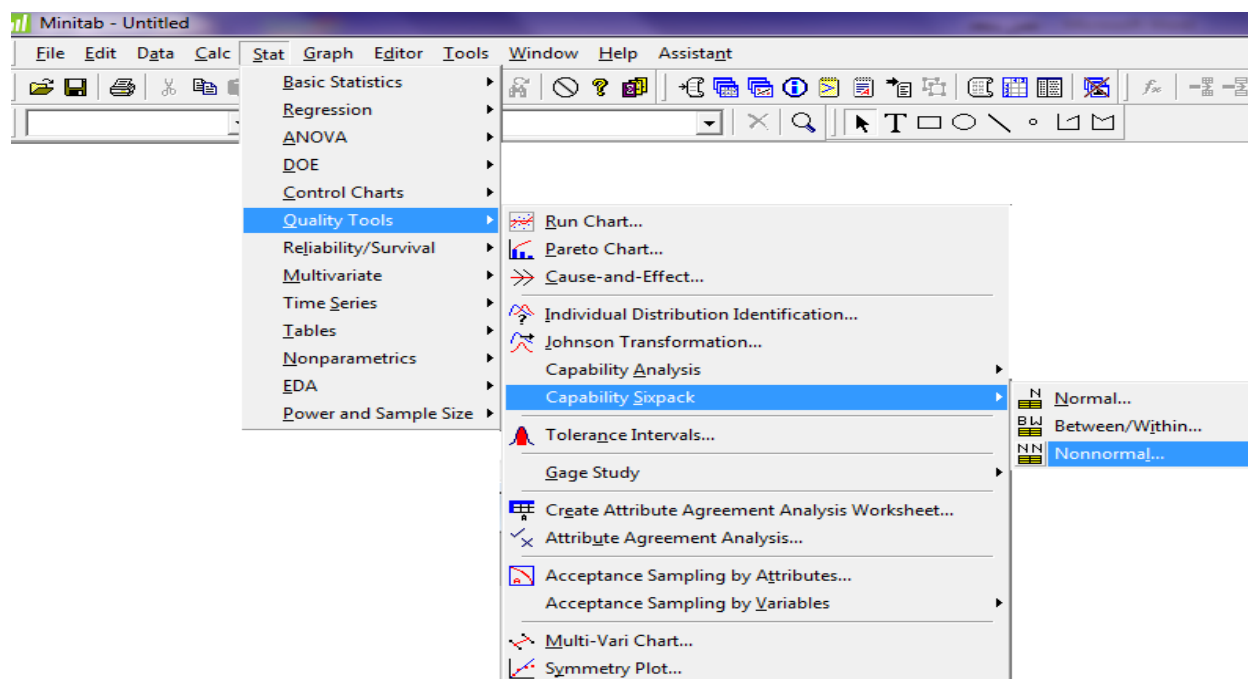 Minitab - Untitled
File Edit Data Calc Stat Graph Editor Tools Window Help Assistant
Basic Statistics
Regression
ANOVA
DOE
Control Charts
Quality Tools
Reliability/Survival
Multivariate
Time Series
Tables
Nonparametrics
EDA
Power and Sample Size
Run Chart...
Pareto Chart...
Cause-and-Effect...
Individual Distribution Identification...
Johnson Transformation...
Capability Analysis
Capability Sixpack
Tolerance Intervals...
Gage Study
Create Attribute Agreement Analysis Worksheet...
Attribute Agreement Analysis...
Acceptance Sampling by Attributes...
Acceptance Sampling by Variables
Multi-Vari Chart...
Symmetry Plot...
N Normal...
BW Between/Within...
NN Nonnormal...